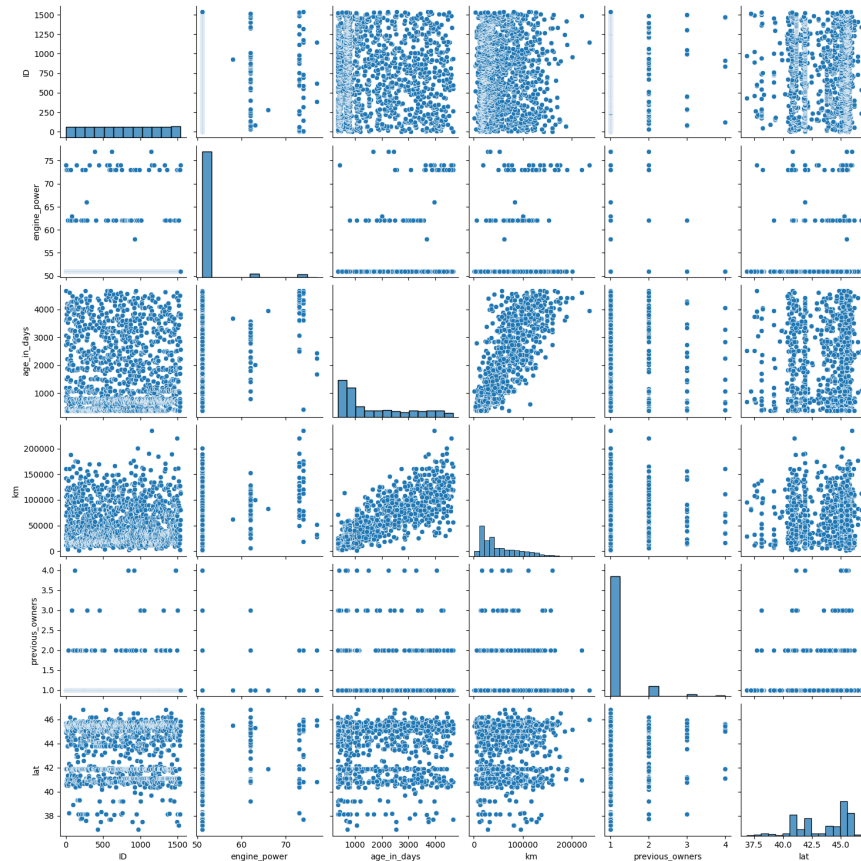 1500
1250
1000
750
500
250
0
ID
75
70
65
60
55
50
engine_power
4000
3000
2000
1000
age_in_days
200000
150000
100000
50000
0
km
4.0
3.5
3.0
2.5
2.0
1.5
1.0
previous_owners
46
44
42
40
38
lat
0 500 1000 1500
ID
50 60 70
engine_power
1000 2000 3000 4000
age_in_days
0 100000 200000
km
1 2 3 4
previous_owners
37.5 40.0 42.5 45.0
lat